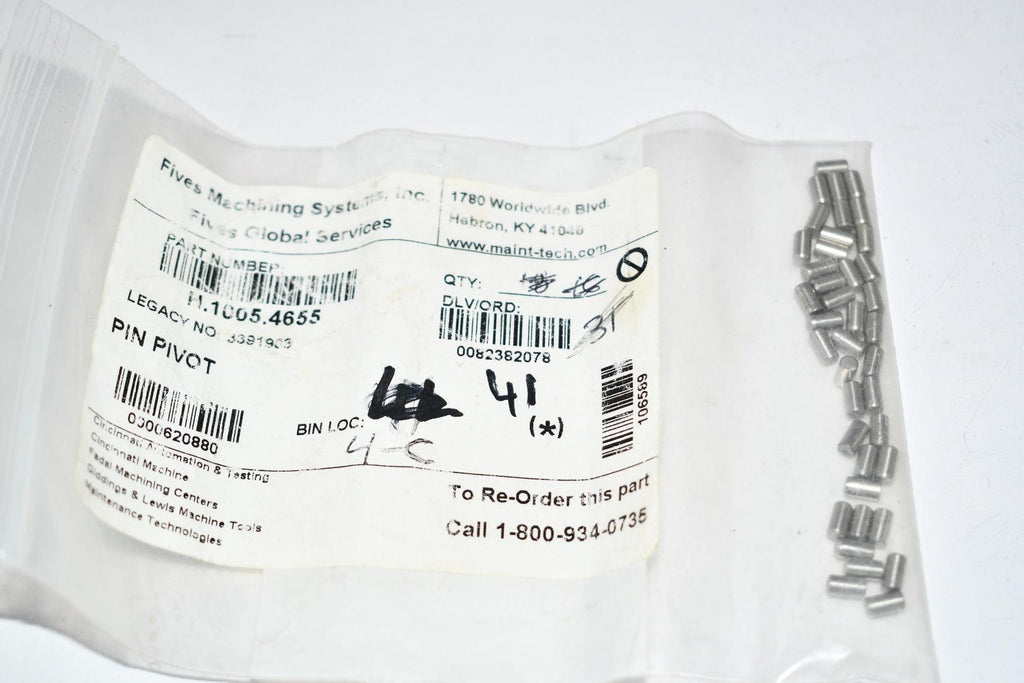 Fives Machining Systems, Inc.
Fives Global Services
1780 Worldwide Blvd.
Hebron, KY 41048
www.maint-tech.com
PART NUMBER:
H.1005.4655
LEGACY NO: 3391903
PIN PIVOT
QTY:
DLV/ORD:
0082382078
31
0000620880
BIN LOC:
41
(*)
4-C
106589
Cincinnati Automation & Testing
Cincinnati Machine
Fadal Machining Centers
Giddings & Lewis Machine Tools
Maintenance Technologies
To Re-Order this part
Call 1-800-934-0735